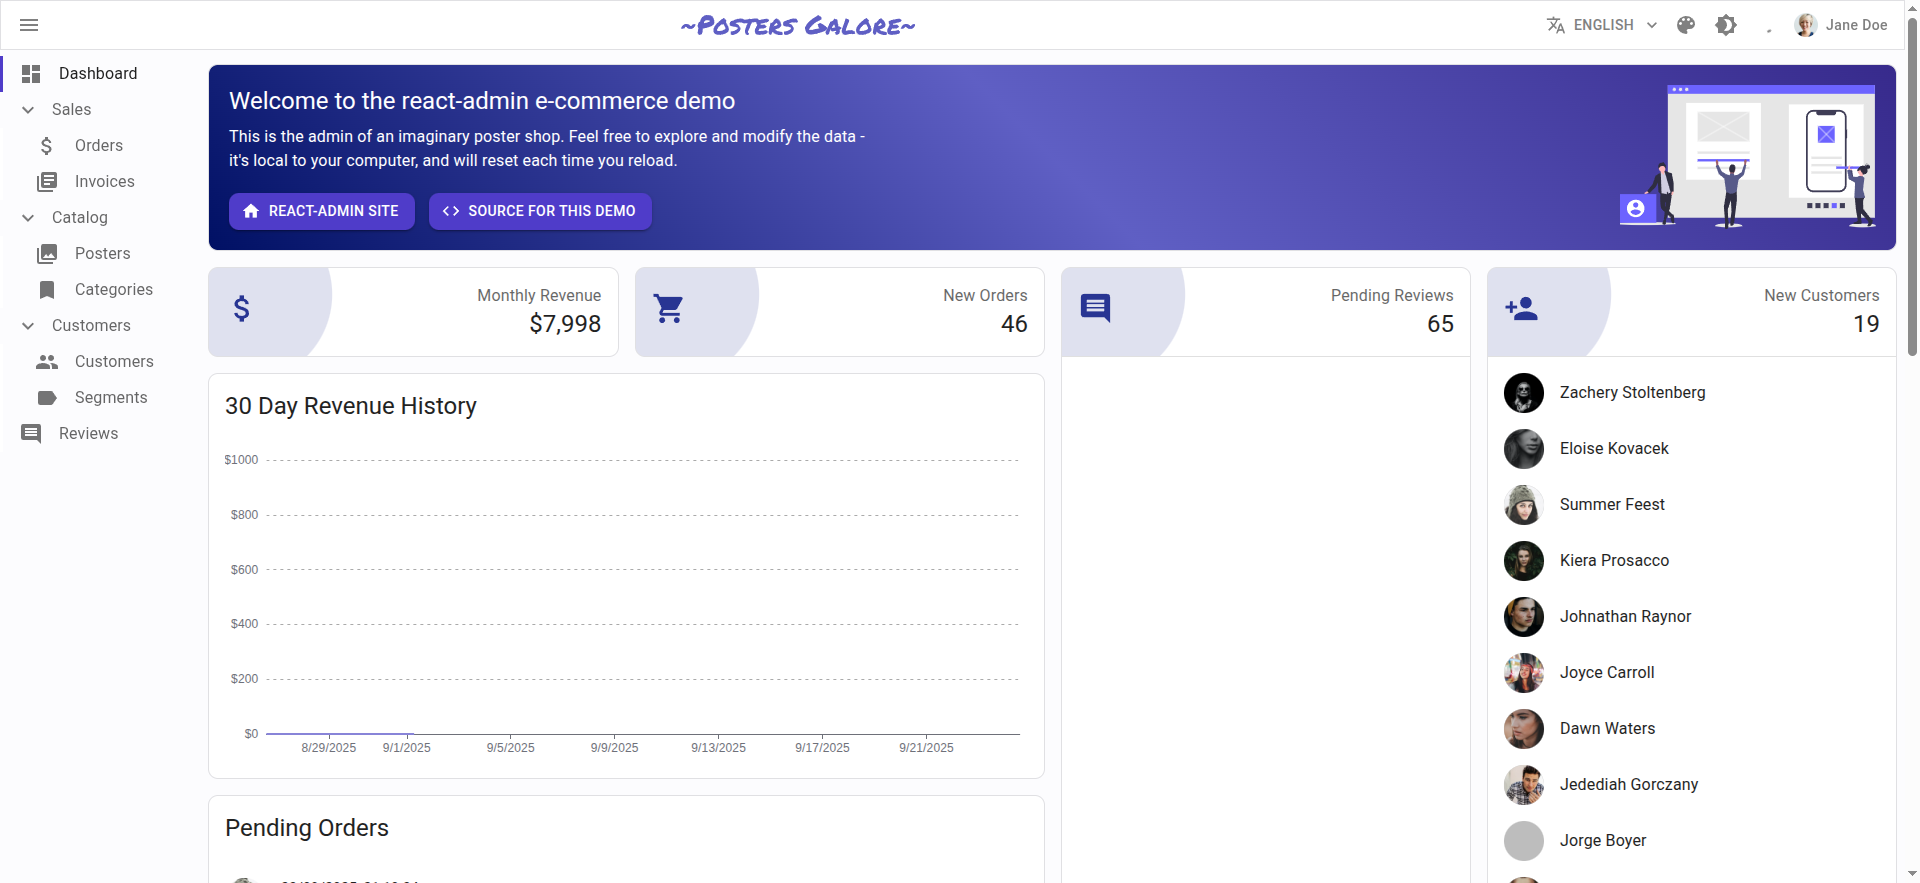 ~Posters Galore~
ENGLISH
Jane Doe
Dashboard
Sales
Orders
Invoices
Catalog
Posters
Categories
Customers
Customers
Segments
Reviews
Welcome to the react-admin e-commerce demo
This is the admin of an imaginary poster shop. Feel free to explore and modify the data -
it's local to your computer, and will reset each time you reload.
REACT-ADMIN SITE
SOURCE FOR THIS DEMO
Monthly Revenue
$7,998
New Orders
46
Pending Reviews
65
New Customers
19
30 Day Revenue History
$1000
$800
$600
$400
$200
$0
8/29/2025 9/1/2025 9/5/2025 9/9/2025 9/13/2025 9/17/2025 9/21/2025
Pending Orders
Zachery Stoltenberg
Eloise Kovacek
Summer Feest
Kiera Prosacco
Johnathan Raynor
Joyce Carroll
Dawn Waters
Jedediah Gorczany
Jorge Boyer